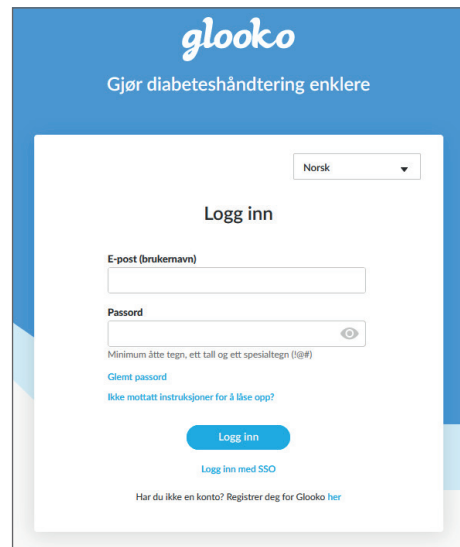 glooko
Gjør diabeteshåndtering enklere
Norsk
Logg inn
E-post (brukernavn)
Passord
Minimum åtte tegn, ett tall og ett spesialtegn (!@#)
Glemt passord
Ikke mottatt instruksjoner for å låse opp?
Logg inn
Logg inn med SSO
Har du ikke en konto? Registrer deg for Glooko her